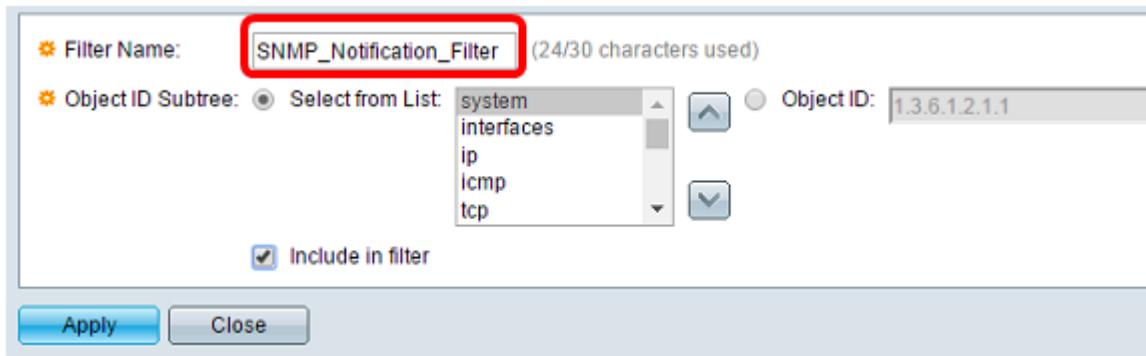 Filter Name: SNMP_Notification_Filter (24/30 characters used)
Object ID Subtree: Select from List: system Object ID: 1.3.6.1.2.1.1
interfaces
ip
icmp
tcp
Include in filter
Apply Close